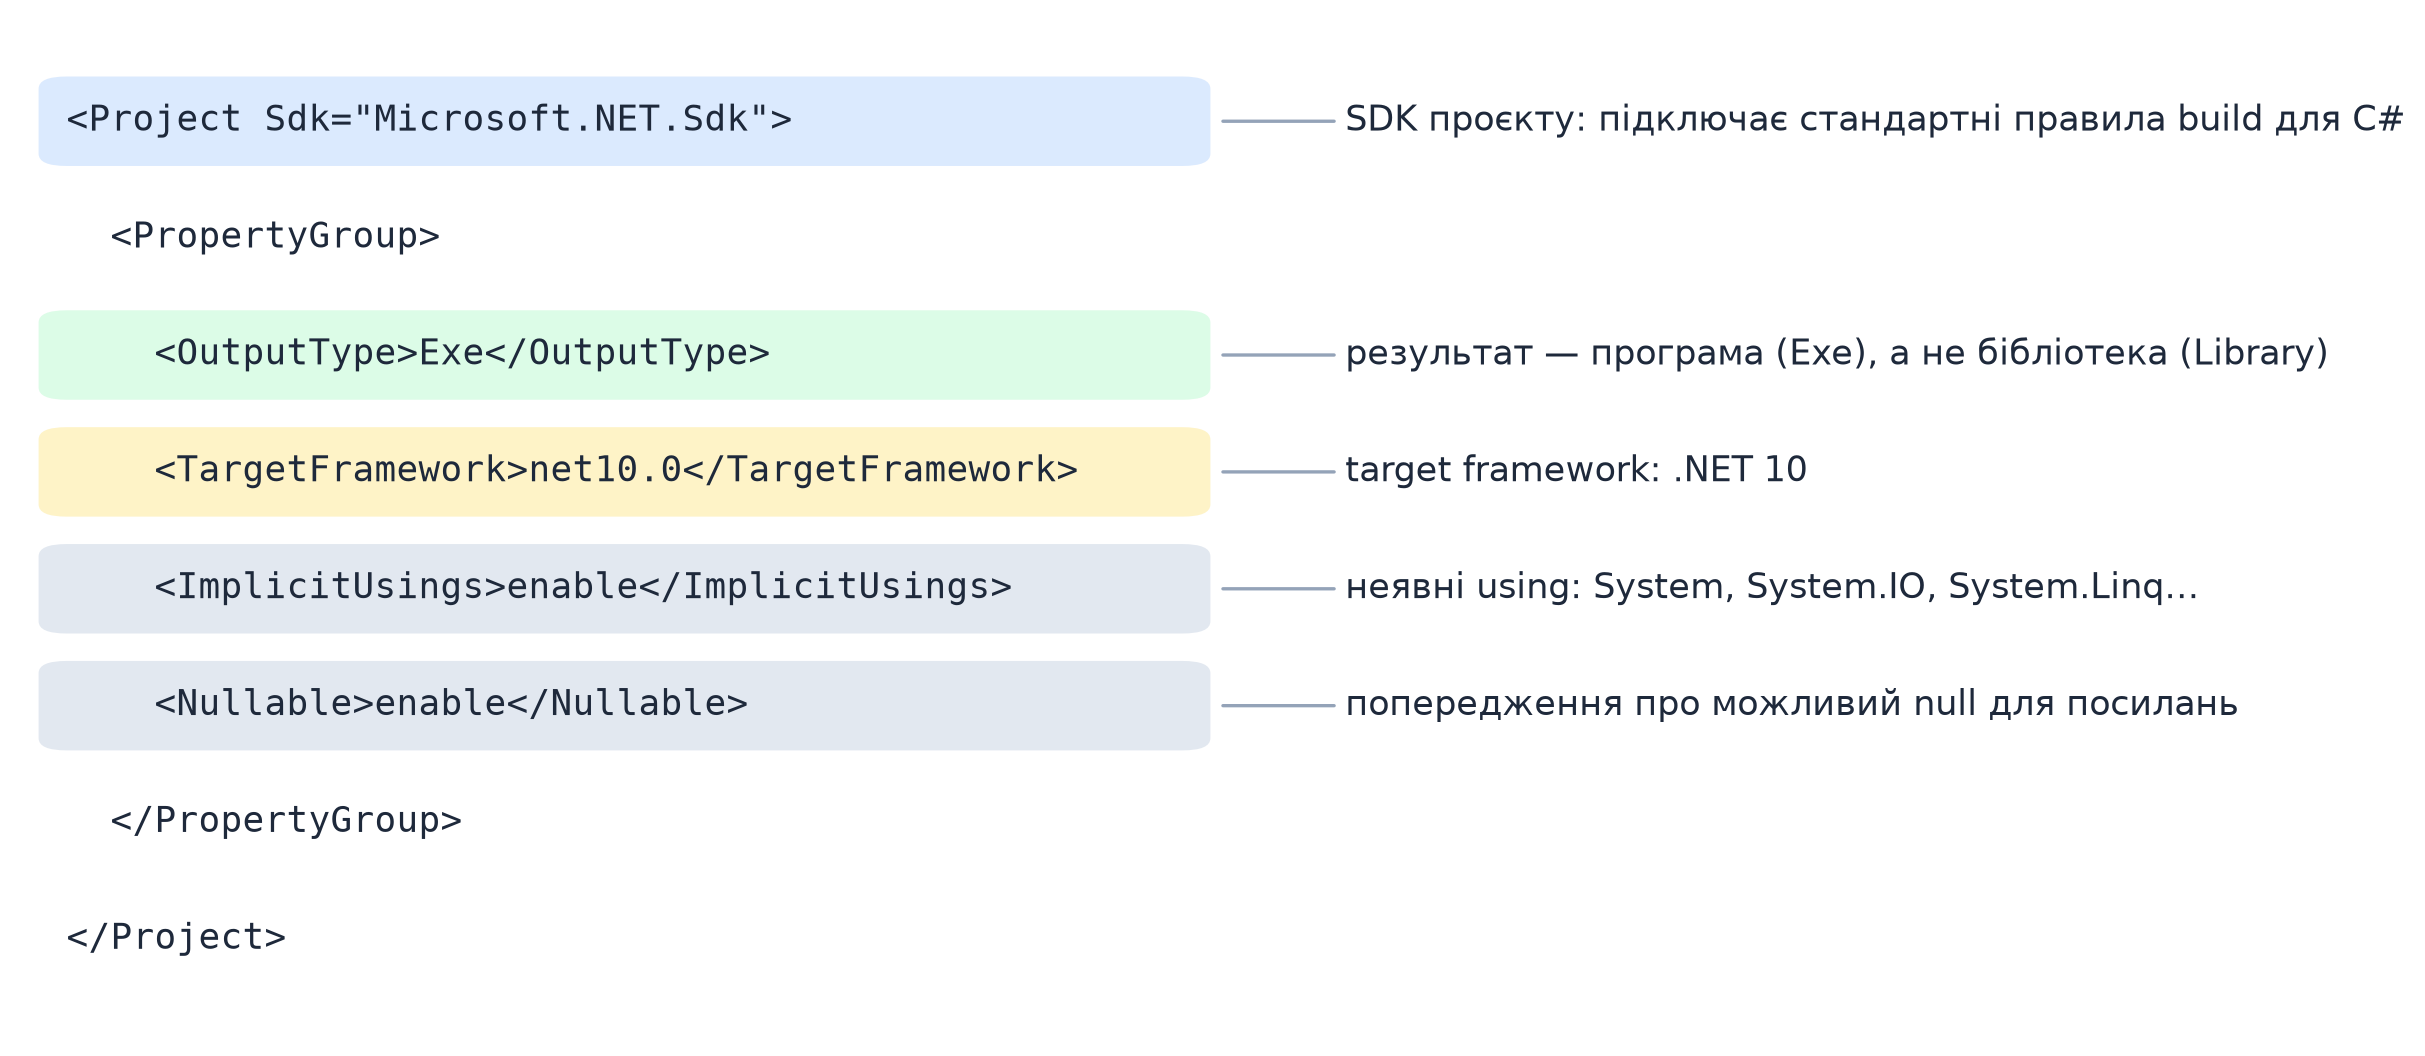 <Project Sdk="Microsoft.NET.Sdk"> SDK проєкту: підключає стандартні правила build для C#
<PropertyGroup>
<OutputType>Exe</OutputType> результат — програма (Exe), а не бібліотека (Library)
<TargetFramework>net10.0</TargetFramework> target framework: .NET 10
<ImplicitUsings>enable</ImplicitUsings> неявні using: System, System.IO, System.Linq…
<Nullable>enable</Nullable> попередження про можливий null для посилань
</PropertyGroup>
</Project>